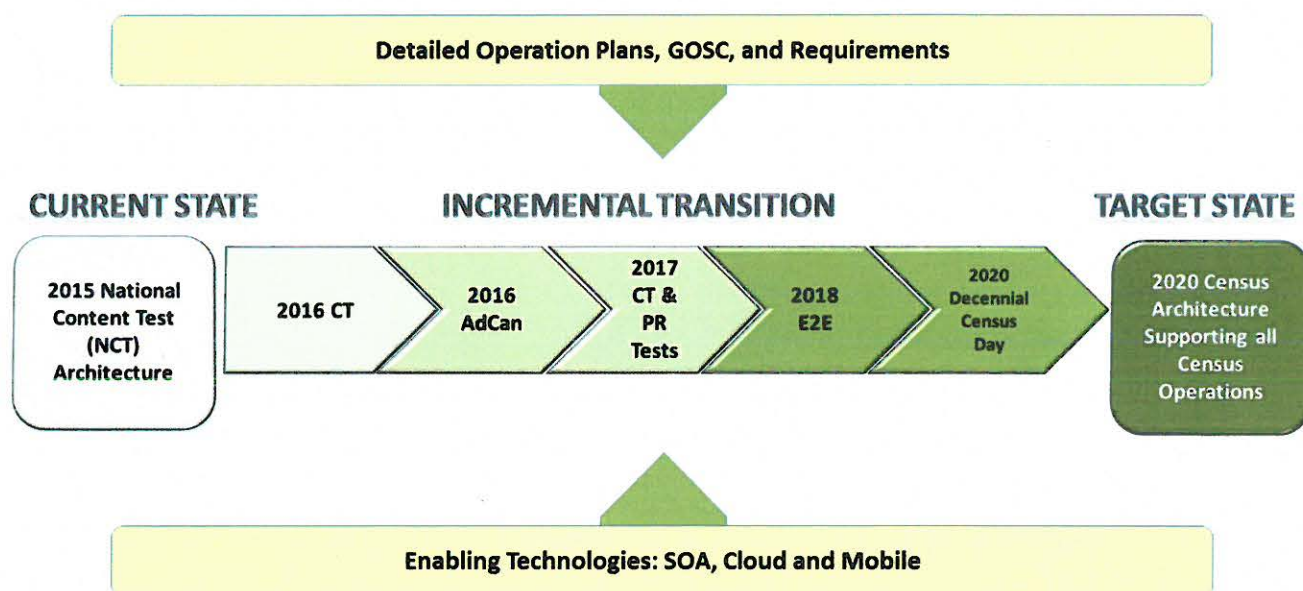 Detailed Operation Plans, GOSC, and Requirements
CURRENT STATE
INCREMENTAL TRANSITION
TARGET STATE
2015 National
Content Test
(NCT)
Architecture
2016 CT
2016
AdCan
2017
CT &
PR
Tests
2018
E2E
2020
Decennial
Census
Day
2020 Census
Architecture
Supporting all
Census
Operations
Enabling Technologies: SOA, Cloud and Mobile